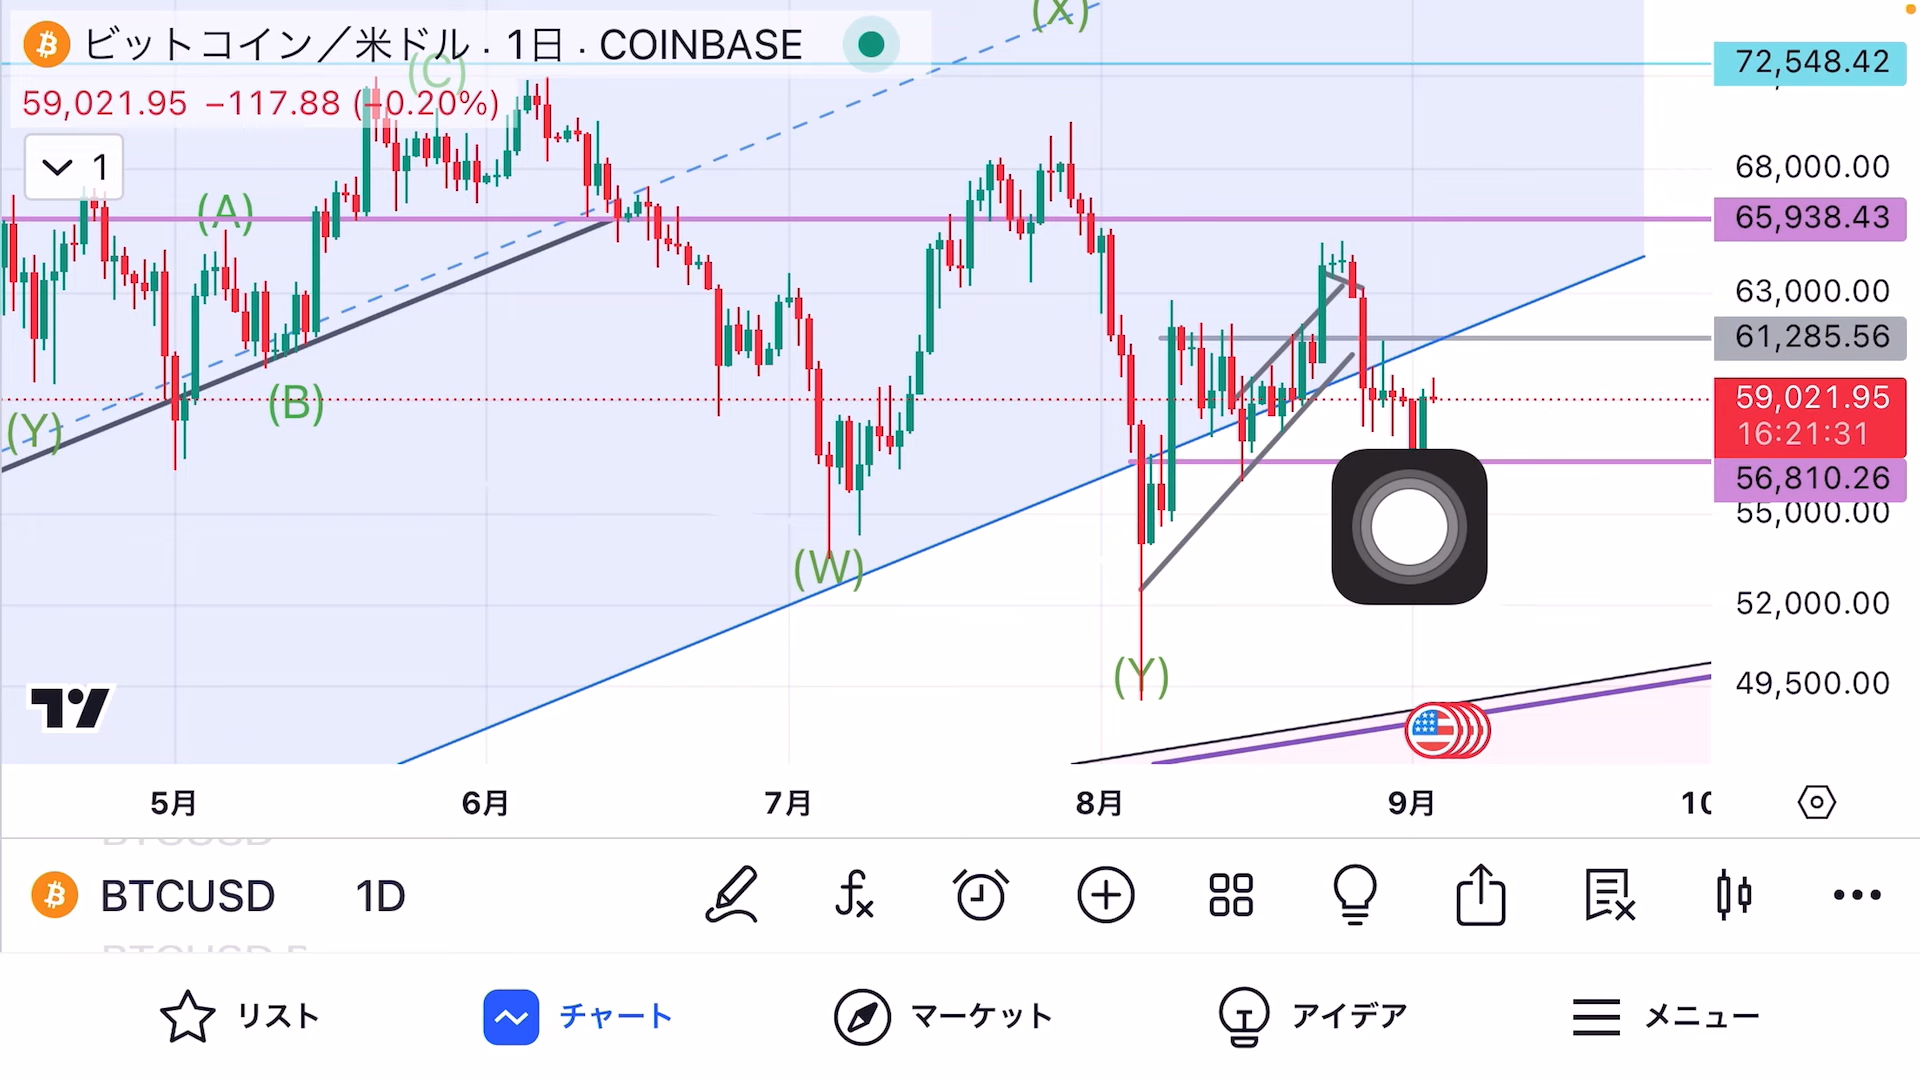 ビットコイン／米ドル · 1日 · COINBASE
59,021.95 −117.88 (−0.20%)
1
(X)
(C)
(A)
(B)
(Y)
(W)
(Y)
72,548.42
68,000.00
65,938.43
63,000.00
61,285.56
59,021.95
16:21:31
56,810.26
55,000.00
52,000.00
49,500.00
5月 6月 7月 8月 9月 10
BTCUSD 1D
リスト チャート マーケット アイデア メニュー